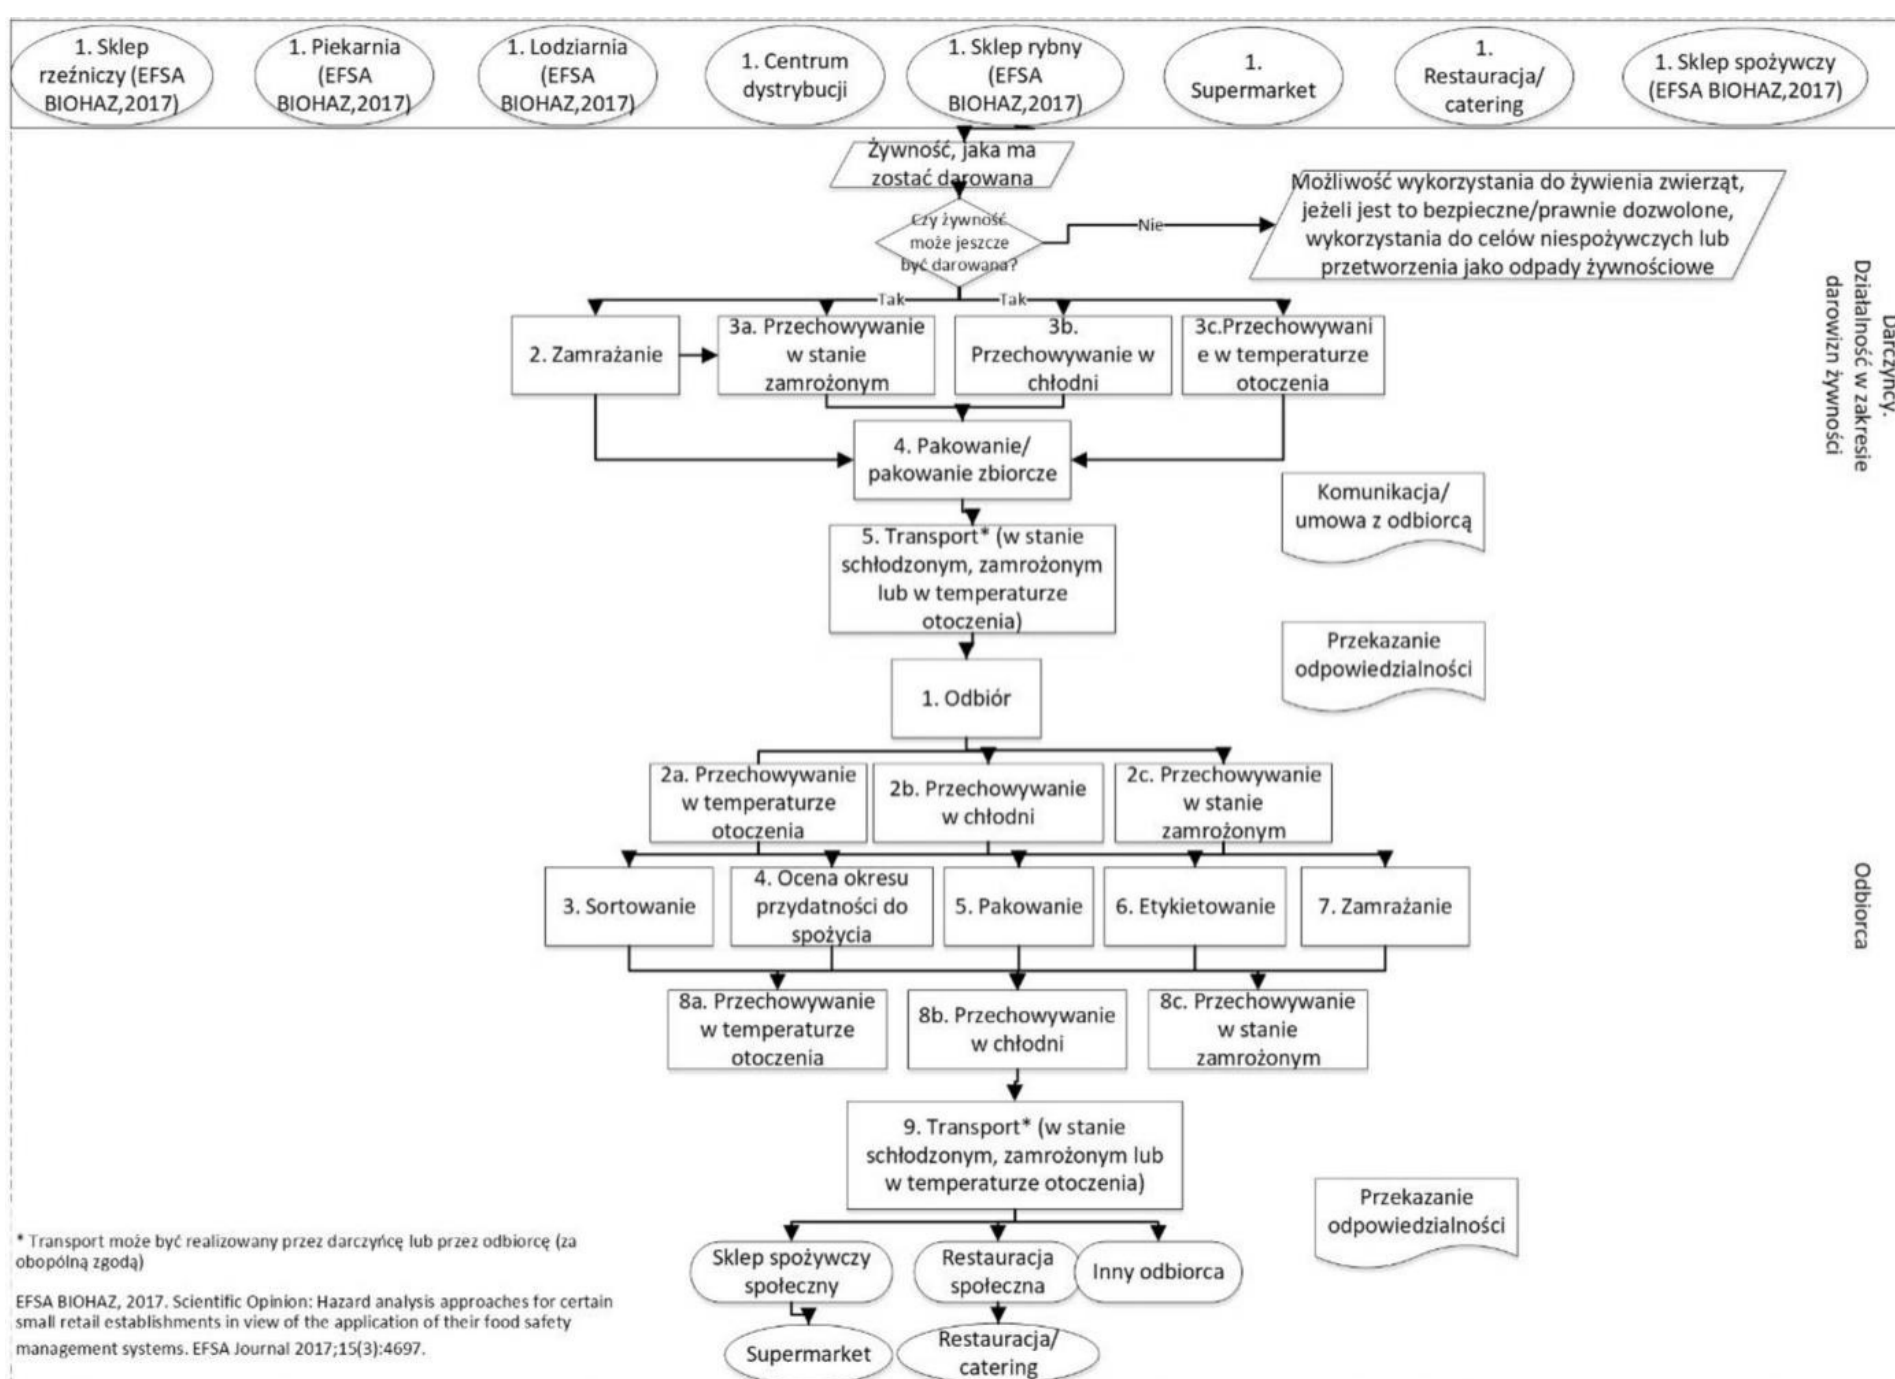 1. Sklep
rzeźniczy (EFSA
BIOHAZ,2017)
1. Piekarnia
(EFSA
BIOHAZ,2017)
1. Lodziarnia
(EFSA
BIOHAZ,2017)
1. Centrum
dystrybucji
1. Sklep rybny
(EFSA
BIOHAZ,2017)
1.
Supermarket
1.
Restauracja/
catering
1. Sklep spożywczy
(EFSA BIOHAZ,2017)
Żywność, jaka ma
zostać darowana
Czy żywność
może jeszcze
być darowana?
Nie
Możliwość wykorzystania do żywienia zwierząt,
jeżeli jest to bezpieczne/prawnie dozwolone,
wykorzystania do celów niespożywczych lub
przetworzenia jako odpady żywnościowe
Tak
Tak
2. Zamrażanie
3a. Przechowywanie
w stanie
zamrożonym
3b.
Przechowywanie w
chłodni
3c.Przechowywani
e w temperaturze
otoczenia
Darczyńcy.
Działalność w zakresie
darowizn żywności
4. Pakowanie/
pakowanie zbiorcze
Komunikacja/
umowa z odbiorcą
5. Transport* (w stanie
schłodzonym, zamrożonym
lub w temperaturze
otoczenia)
Przekazanie
odpowiedzialności
1. Odbiór
2a. Przechowywanie
w temperaturze
otoczenia
2b. Przechowywanie
w chłodni
2c. Przechowywanie
w stanie
zamrożonym
3. Sortowanie
4. Ocena okresu
przydatności do
spożycia
5. Pakowanie
6. Etykietowanie
7. Zamrażanie
Odbiorca
8a. Przechowywanie
w temperaturze
otoczenia
8b. Przechowywanie
w chłodni
8c. Przechowywanie
w stanie
zamrożonym
9. Transport* (w stanie
schłodzonym, zamrożonym lub
w temperaturze otoczenia)
Przekazanie
odpowiedzialności
Sklep spożywczy
społeczny
Restauracja
społeczna
Inny odbiorca
Supermarket
Restauracja/
catering
* Transport może być realizowany przez darczyńcę lub przez odbiorcę (za
obopólną zgodą)
EFSA BIOHAZ, 2017. Scientific Opinion: Hazard analysis approaches for certain
small retail establishments in view of the application of their food safety
management systems. EFSA Journal 2017;15(3):4697.